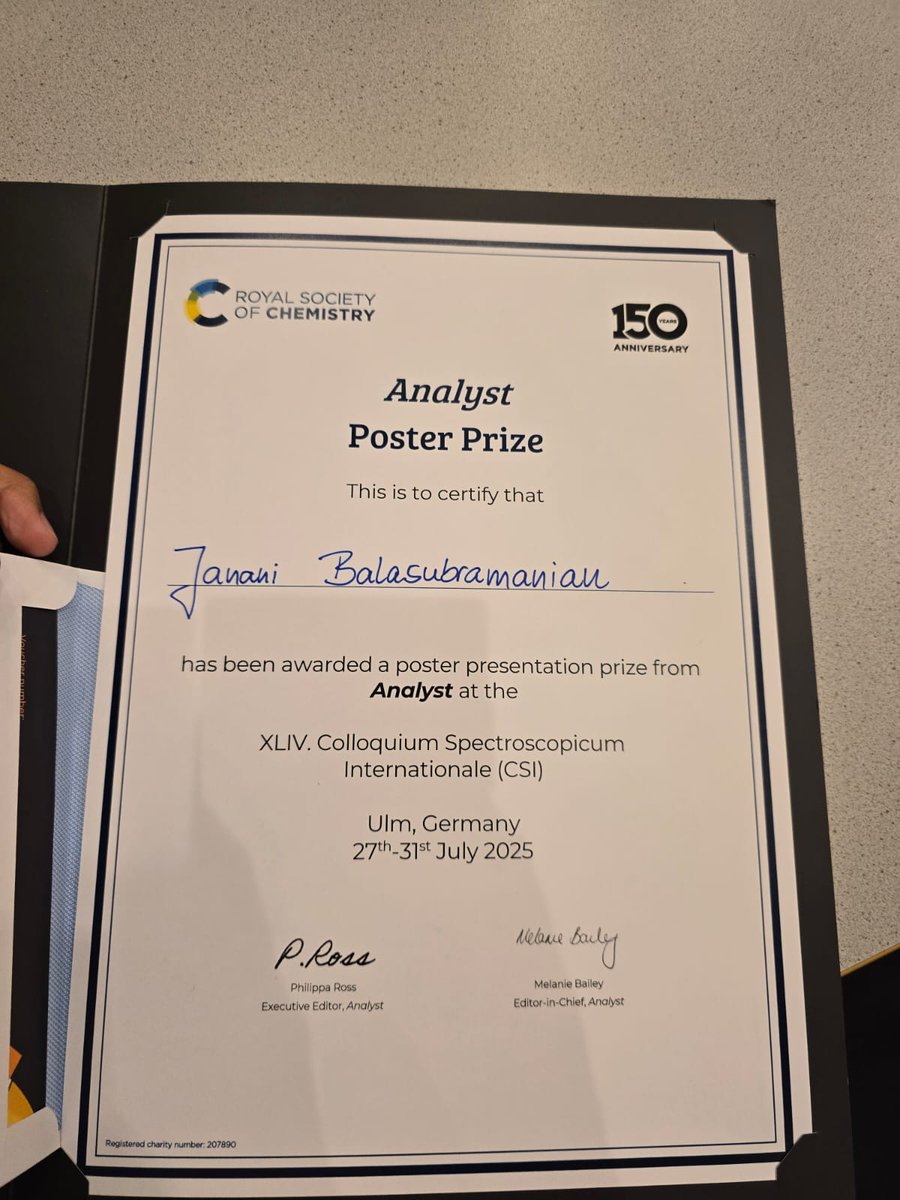 ROYAL SOCIETY
OF CHEMISTRY
150
YEARS
ANNIVERSARY
Analyst
Poster Prize
This is to certify that
Janani Balasubramanian
has been awarded a poster presentation prize from
Analyst at the
XLIV. Colloquium Spectroscopicum
Internationale (CSI)
Ulm, Germany
27th-31st July 2025
P. Ross
Melanie Bailey
Philippa Ross
Executive Editor, Analyst
Melanie Bailey
Editor-in-Chief, Analyst
Registered charity number: 207890
Voucher number